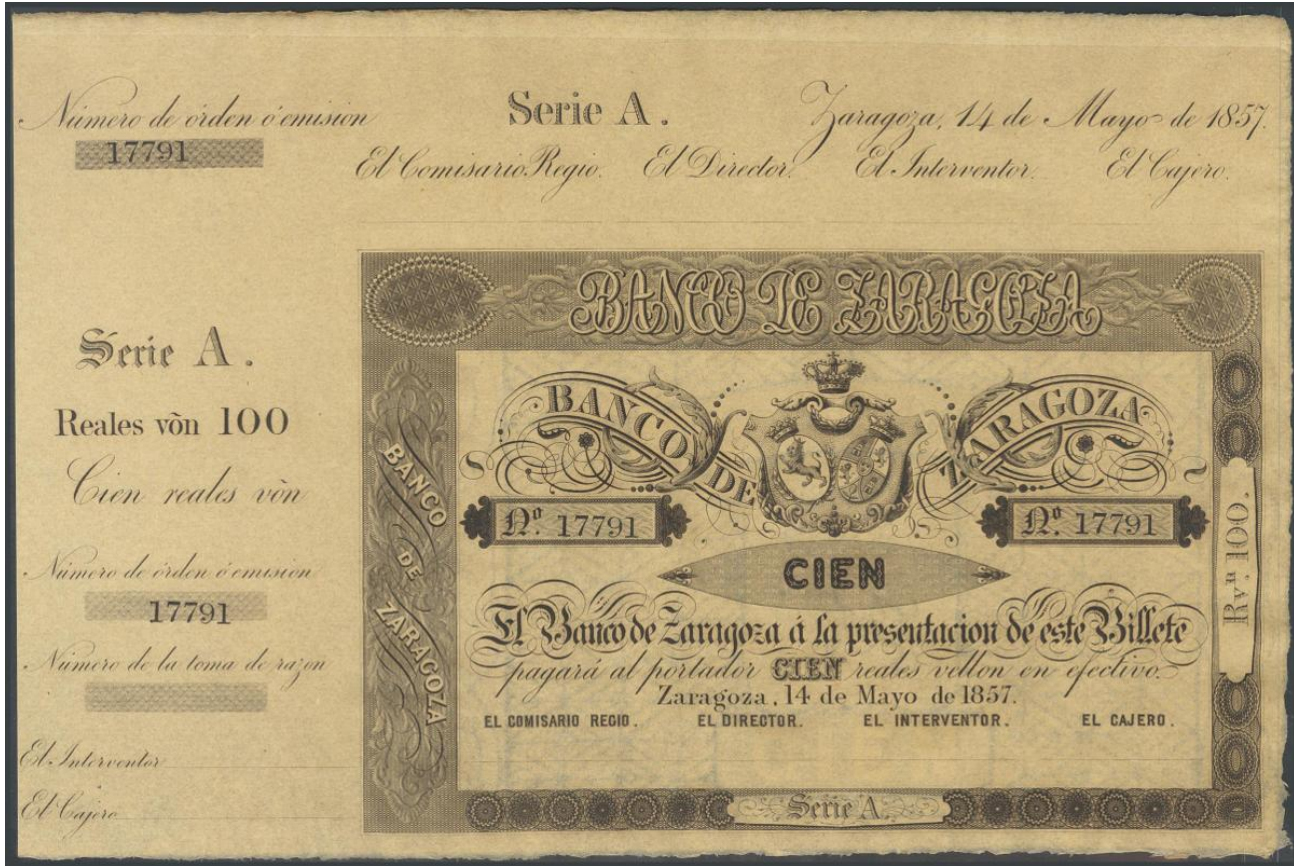 Número de órden ó emision
17791
Serie A.
Zaragoza, 14 de Mayo de 1857.
El Comisario Regio. El Director. El Interventor. El Cajero.
Serie A.
Reales vòn 100
Cien reales vòn
Número de órden ó emision
17791
Número de la toma de razon
El Interventor
El Cajero
BANCO DE ZARAGOZA
BANCO DE ZARAGOZA
BANCO DE ZARAGOZA
Nº. 17791
Nº. 17791
CIEN
El Banco de Zaragoza á la presentacion de este Billete
pagará al portador CIEN reales vellon en efectivo.
Zaragoza, 14 de Mayo de 1857.
EL COMISARIO REGIO. EL DIRECTOR. EL INTERVENTOR. EL CAJERO.
Rv.ⁿ 100.
Serie A.